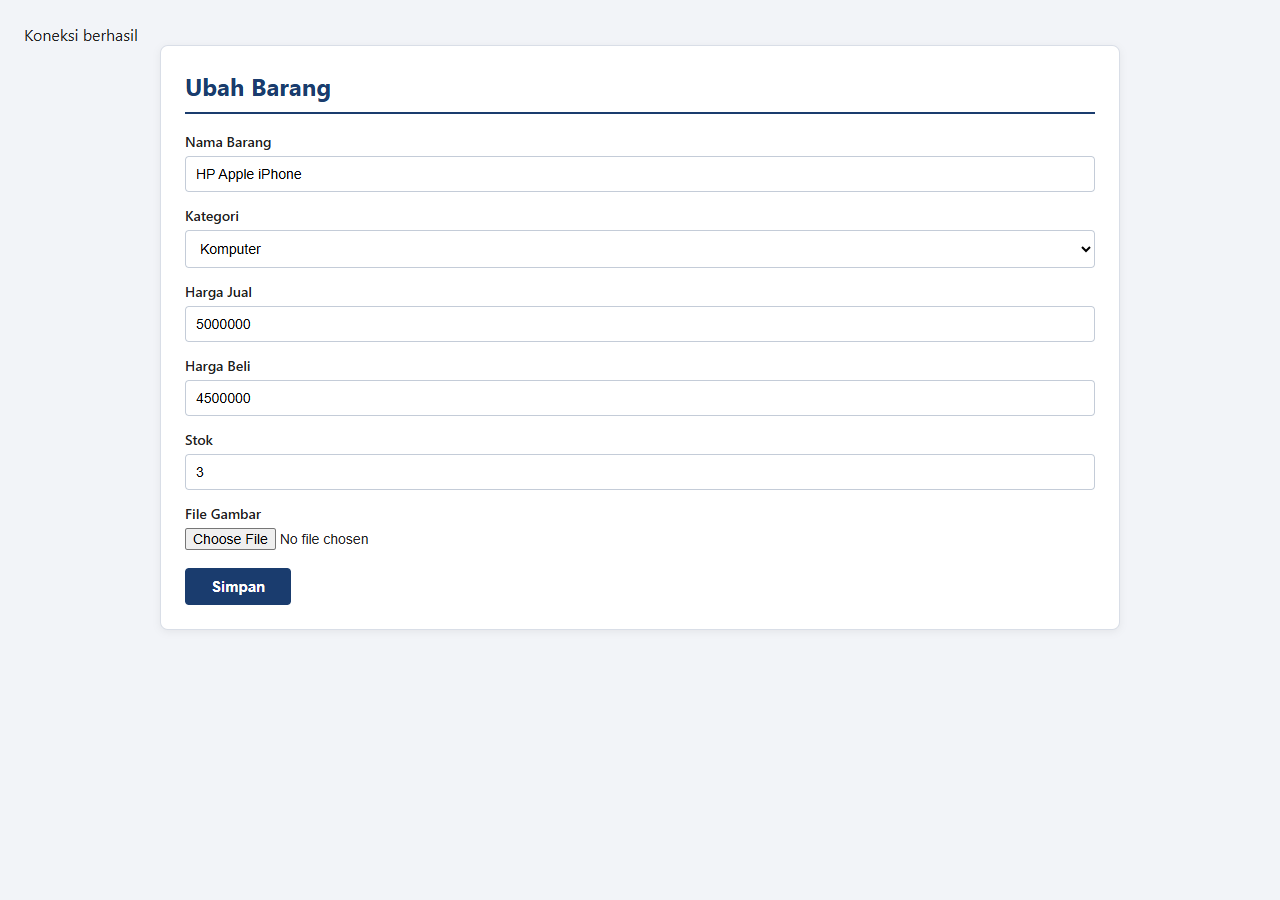 Koneksi berhasil
Ubah Barang
Nama Barang
HP Apple iPhone
Kategori
Komputer
Harga Jual
5000000
Harga Beli
4500000
Stok
3
File Gambar
Choose File No file chosen
Simpan